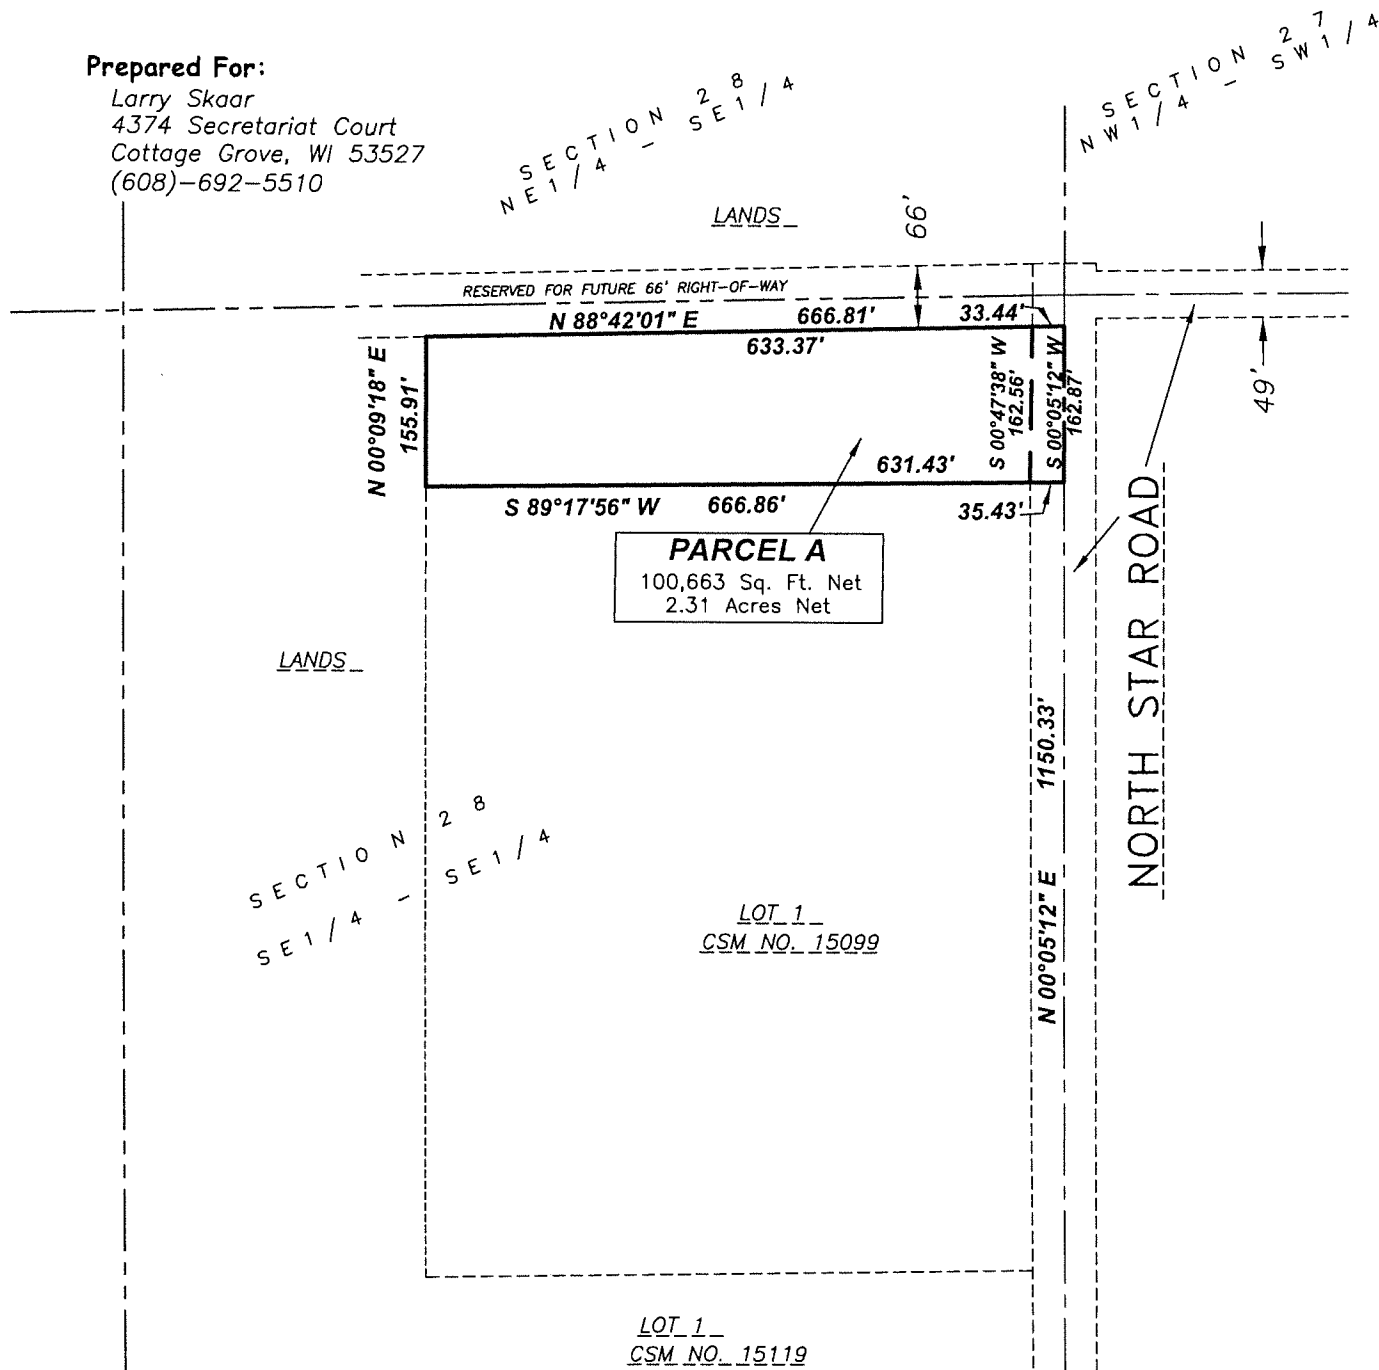 Prepared For:
Larry Skaar
4374 Secretariat Court
Cottage Grove, WI 53527
(608)-692-5510
SECTION 28
NE1/4 - SE1/4
SECTION 27
NW1/4 - SW1/4
LANDS
66'
RESERVED FOR FUTURE 66' RIGHT-OF-WAY
N 88°42'01" E 666.81'
33.44'
633.37'
N 00°09'18" E
155.91'
S 00°47'38" W
162.56'
S 00°05'12" W
162.87'
49'
631.43'
S 89°17'56" W 666.86'
35.43'
PARCEL A
100,663 Sq. Ft. Net
2.31 Acres Net
NORTH STAR ROAD
LANDS
N 00°05'12" E 1150.33'
SECTION 28
SE1/4 - SE1/4
LOT 1
CSM NO. 15099
LOT 1
CSM NO. 15119